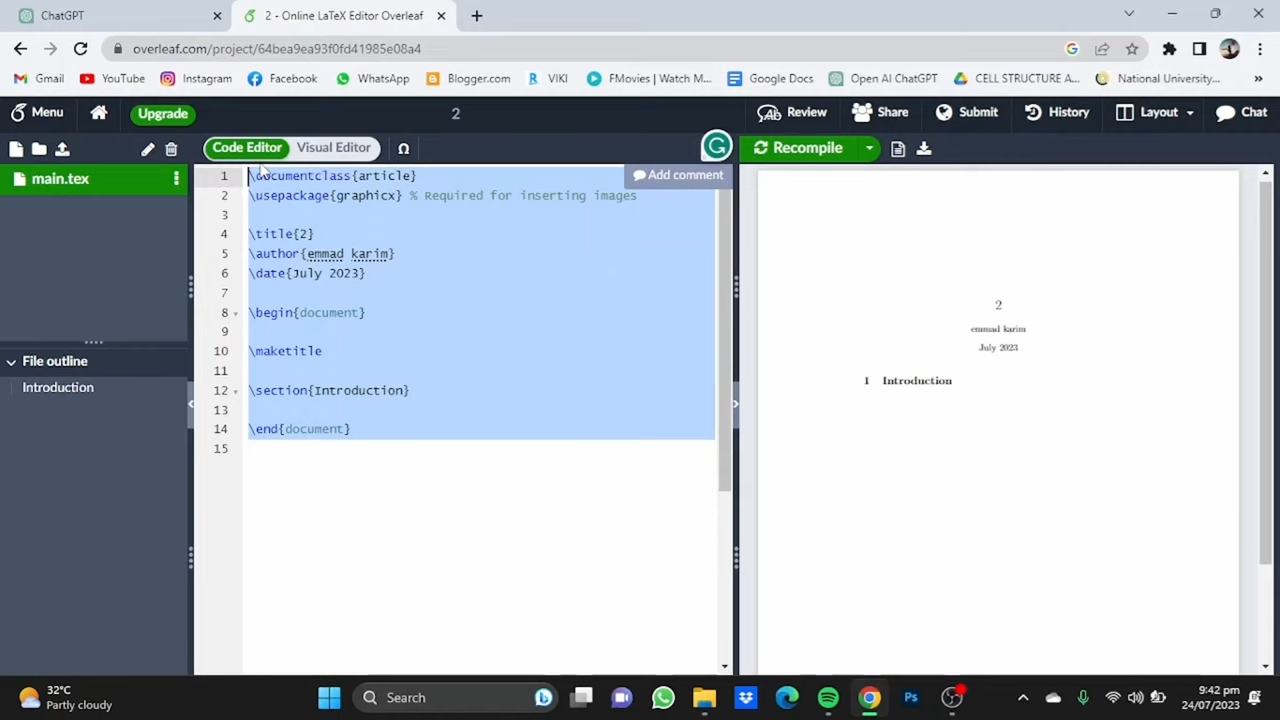 ChatGPT
2 - Online LaTeX Editor Overleaf
overleaf.com/project/64bea9ea93f0fd41985e08a4
Gmail
YouTube
Instagram
Facebook
WhatsApp
Blogger.com
VIKI
FMovies | Watch M...
Google Docs
Open AI ChatGPT
CELL STRUCTURE A...
National University...
Menu
Upgrade
2
Review
Share
Submit
History
Layout
Chat
Code Editor
Visual Editor
Ω
Recompile
main.tex
Add comment
1 \documentclass{article}
2 \usepackage{graphicx} % Required for inserting images
3
4 \title{2}
5 \author{emmad karim}
6 \date{July 2023}
7
8 \begin{document}
9
10 \maketitle
11
12 \section{Introduction}
13
14 \end{document}
15
File outline
Introduction
2
emmad karim
July 2023
1 Introduction
32°C
Partly cloudy
Search
Ps
9:42 pm
24/07/2023